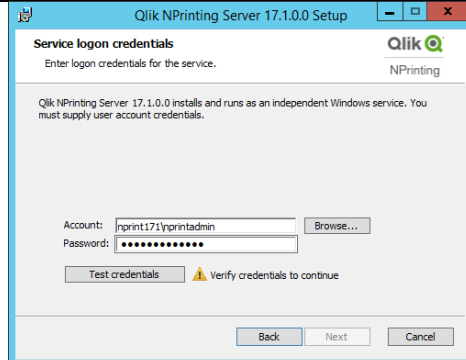 Qlik NPrinting Server 17.1.0.0 Setup
Service logon credentials
Enter logon credentials for the service.
Qlik
NPrinting
Qlik NPrinting Server 17.1.0.0 installs and runs as an independent Windows service. You
must supply user account credentials.
Account: nprint171\nprintadmin Browse...
Password: ●●●●●●●●●●●●●
Test credentials Verify credentials to continue
Back Next Cancel